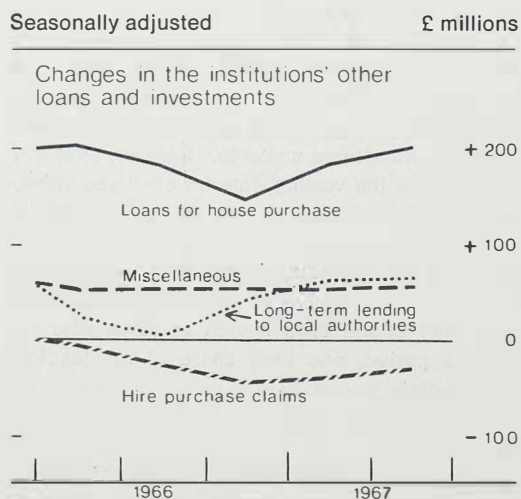 Seasonally adjusted £ millions
Changes in the institutions' other
loans and investments
+ 200
Loans for house purchase
+ 100
Miscellaneous
Long-term lending
to local authorities
0
Hire purchase claims
- 100
1966 1967